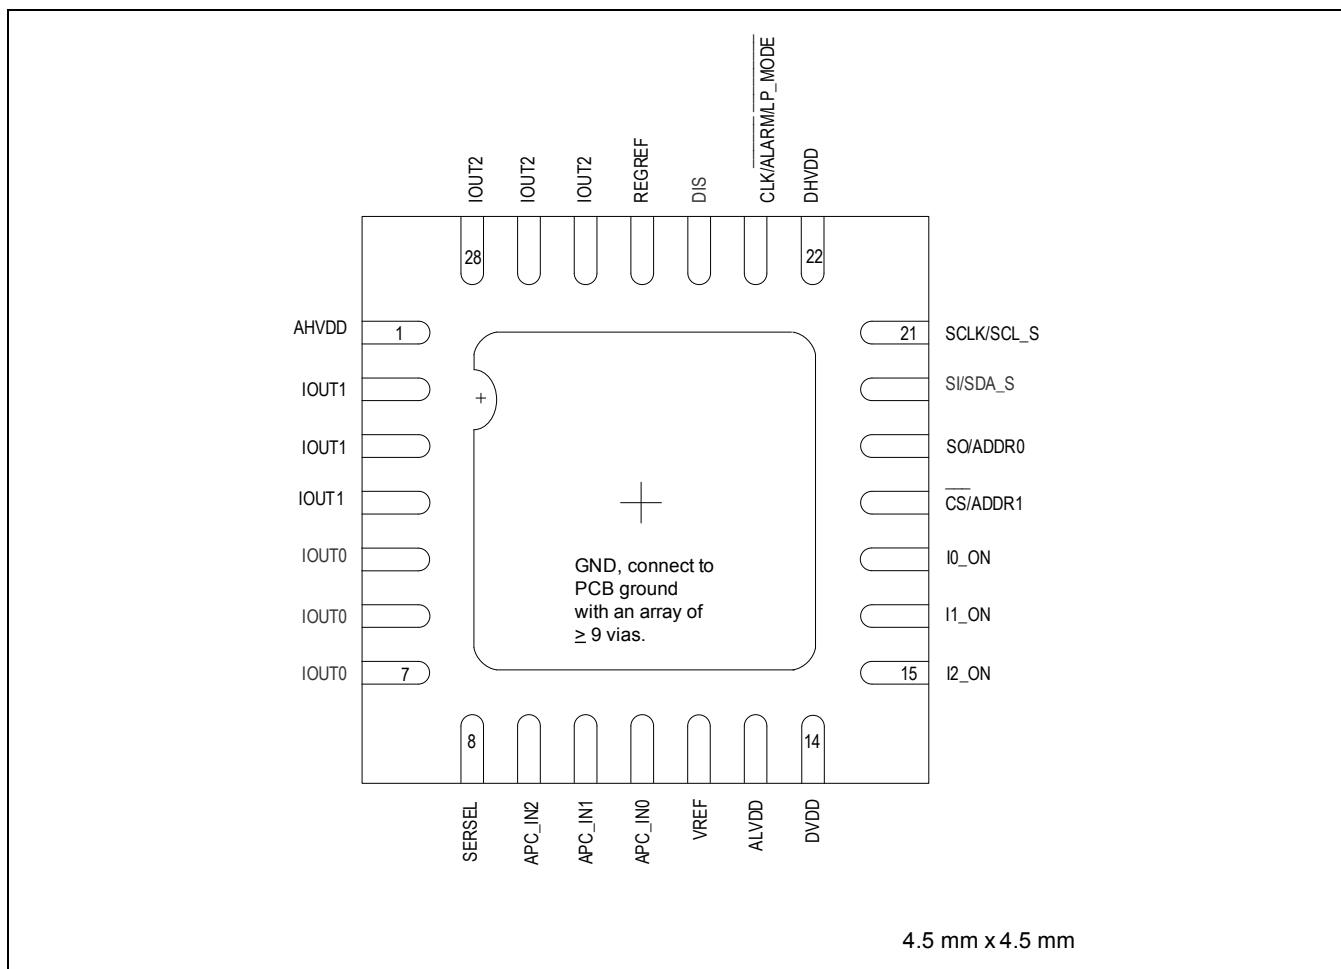 IOUT2
IOUT2
IOUT2
REGREF
DIS
CLK/ALARM/LP_MODE
DHVDD
28
22
AHVDD
1
21
SCLK/SCL_S
IOUT1
SI/SDA_S
IOUT1
SO/ADDR0
IOUT1
CS/ADDR1
IOUT0
I0_ON
IOUT0
I1_ON
IOUT0
7
15
I2_ON
GND, connect to
PCB ground
with an array of
≥ 9 vias.
8
14
SERSEL
APC_IN2
APC_IN1
APC_IN0
VREF
ALVDD
DVDD
4.5 mm x 4.5 mm